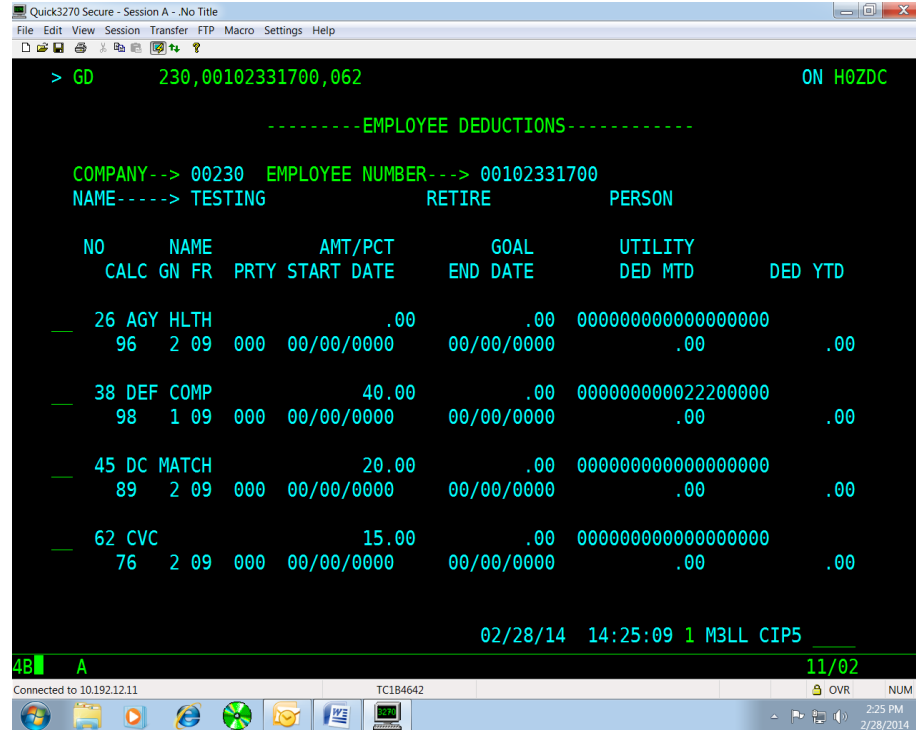 Quick3270 Secure - Session A - .No Title
File Edit View Session Transfer FTP Macro Settings Help
> GD 230,00102331700,062 ON H0ZDC
---------EMPLOYEE DEDUCTIONS------------
COMPANY--> 00230 EMPLOYEE NUMBER---> 00102331700
NAME-----> TESTING RETIRE PERSON
NO NAME AMT/PCT GOAL UTILITY
CALC GN FR PRTY START DATE END DATE DED MTD DED YTD
__ 26 AGY HLTH .00 .00 000000000000000000
96 2 09 000 00/00/0000 00/00/0000 .00 .00
__ 38 DEF COMP 40.00 .00 000000000022200000
98 1 09 000 00/00/0000 00/00/0000 .00 .00
__ 45 DC MATCH 20.00 .00 000000000000000000
89 2 09 000 00/00/0000 00/00/0000 .00 .00
__ 62 CVC 15.00 .00 000000000000000000
76 2 09 000 00/00/0000 00/00/0000 .00 .00
02/28/14 14:25:09 1 M3LL CIP5 ____
4B A 11/02
Connected to 10.192.12.11 TC1B4642 OVR NUM
3270
2:25 PM
2/28/2014